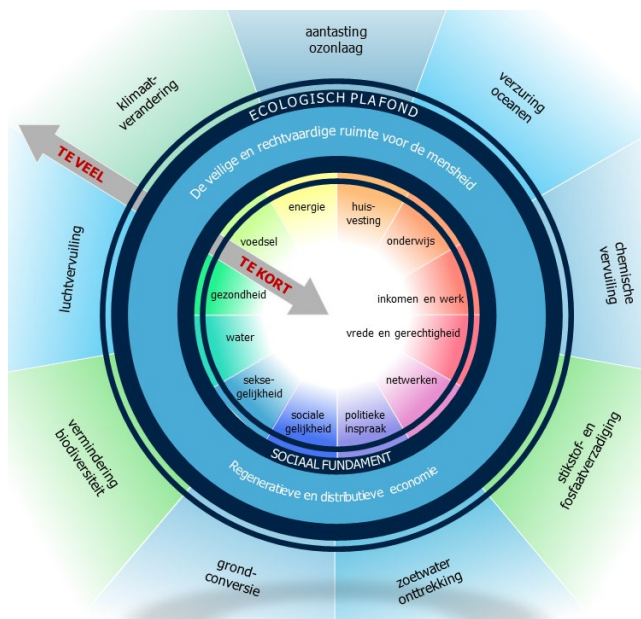 aantasting
ozonlaag
verzuring
oceanen
chemische
vervuiling
stikstof- en
fosfaatverzadiging
zoetwater
onttrekking
grond-
conversie
vermindering
biodiversiteit
luchtvervuiling
klimaat-
verandering
TE VEEL
ECOLOGISCH PLAFOND
De veilige en rechtvaardige ruimte voor de mensheid
energie
huis-
vesting
onderwijs
inkomen en werk
vrede en gerechtigheid
netwerken
politieke
inspraak
sociale
gelijkheid
sekse-
gelijkheid
water
gezondheid
voedsel
TE KORT
SOCIAAL FUNDAMENT
Regeneratieve en distributieve economie